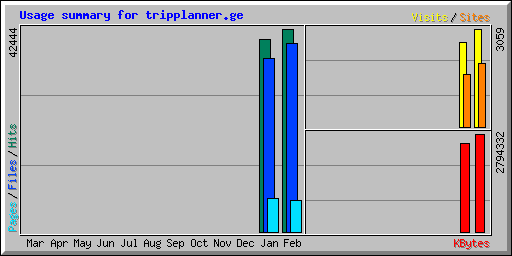 Usage summary for tripplanner.ge
Visits / Sites
42444
3059
Pages / Files / Hits
2794332
Mar Apr May Jun Jul Aug Sep Oct Nov Dec Jan Feb
KBytes